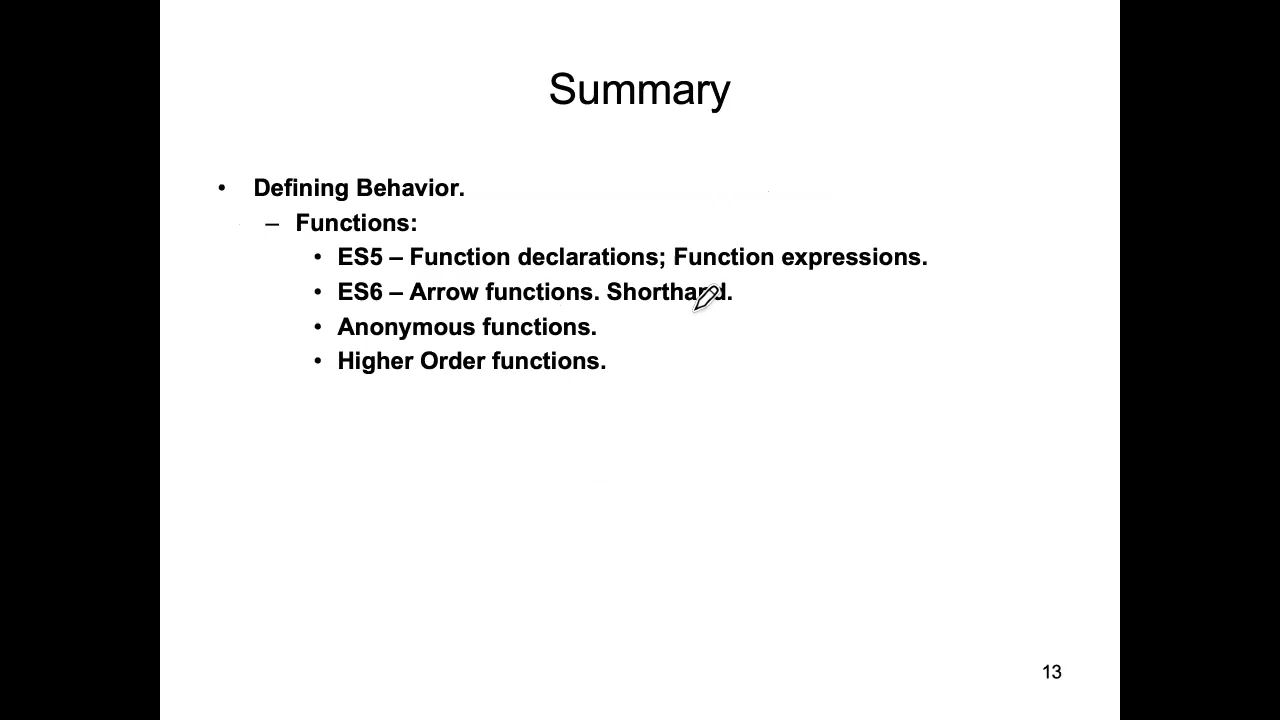 Summary
• Defining Behavior.
– Functions:
• ES5 – Function declarations; Function expressions.
• ES6 – Arrow functions. Shorthand.
• Anonymous functions.
• Higher Order functions.
13